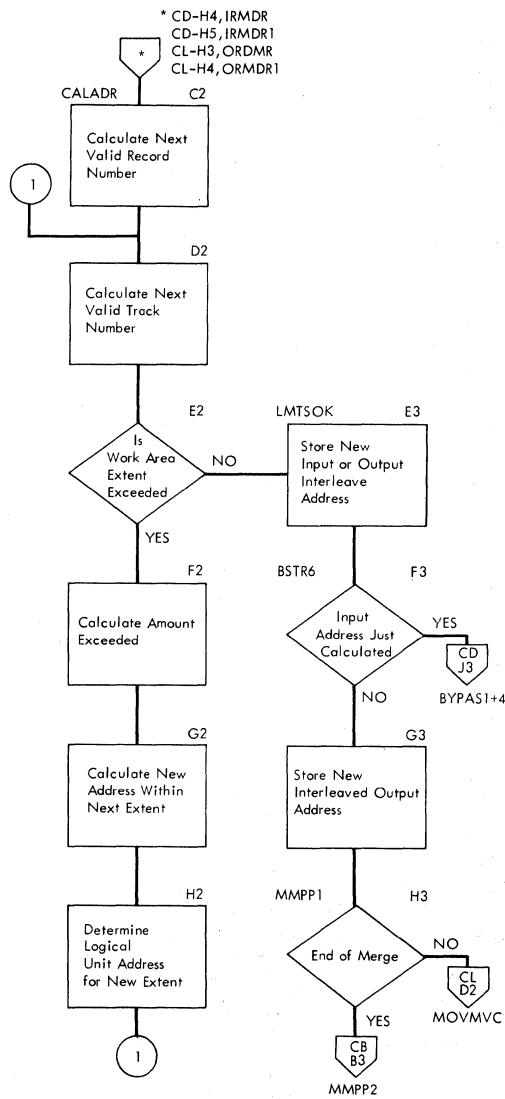 * CD-H4, IRMDR
CD-H5, IRMDR1
CL-H3, ORDMR
CL-H4, ORMDR1
*
CALADR
C2
Calculate Next
Valid Record
Number
1
D2
Calculate Next
Valid Track
Number
E2
Is
Work Area
Extent
Exceeded
NO
YES
LMTSOK
E3
Store New
Input or Output
Interleave
Address
F2
Calculate Amount
Exceeded
BSTR6
F3
Input
Address Just
Calculated
YES
CD
J3
BYPAS1+4
NO
G2
Calculate New
Address Within
Next Extent
G3
Store New
Interleaved Output
Address
H2
Determine
Logical
Unit Address
for New Extent
1
MMPP1
H3
End of Merge
NO
CL
D2
MOVMVC
YES
CB
B3
MMPP2